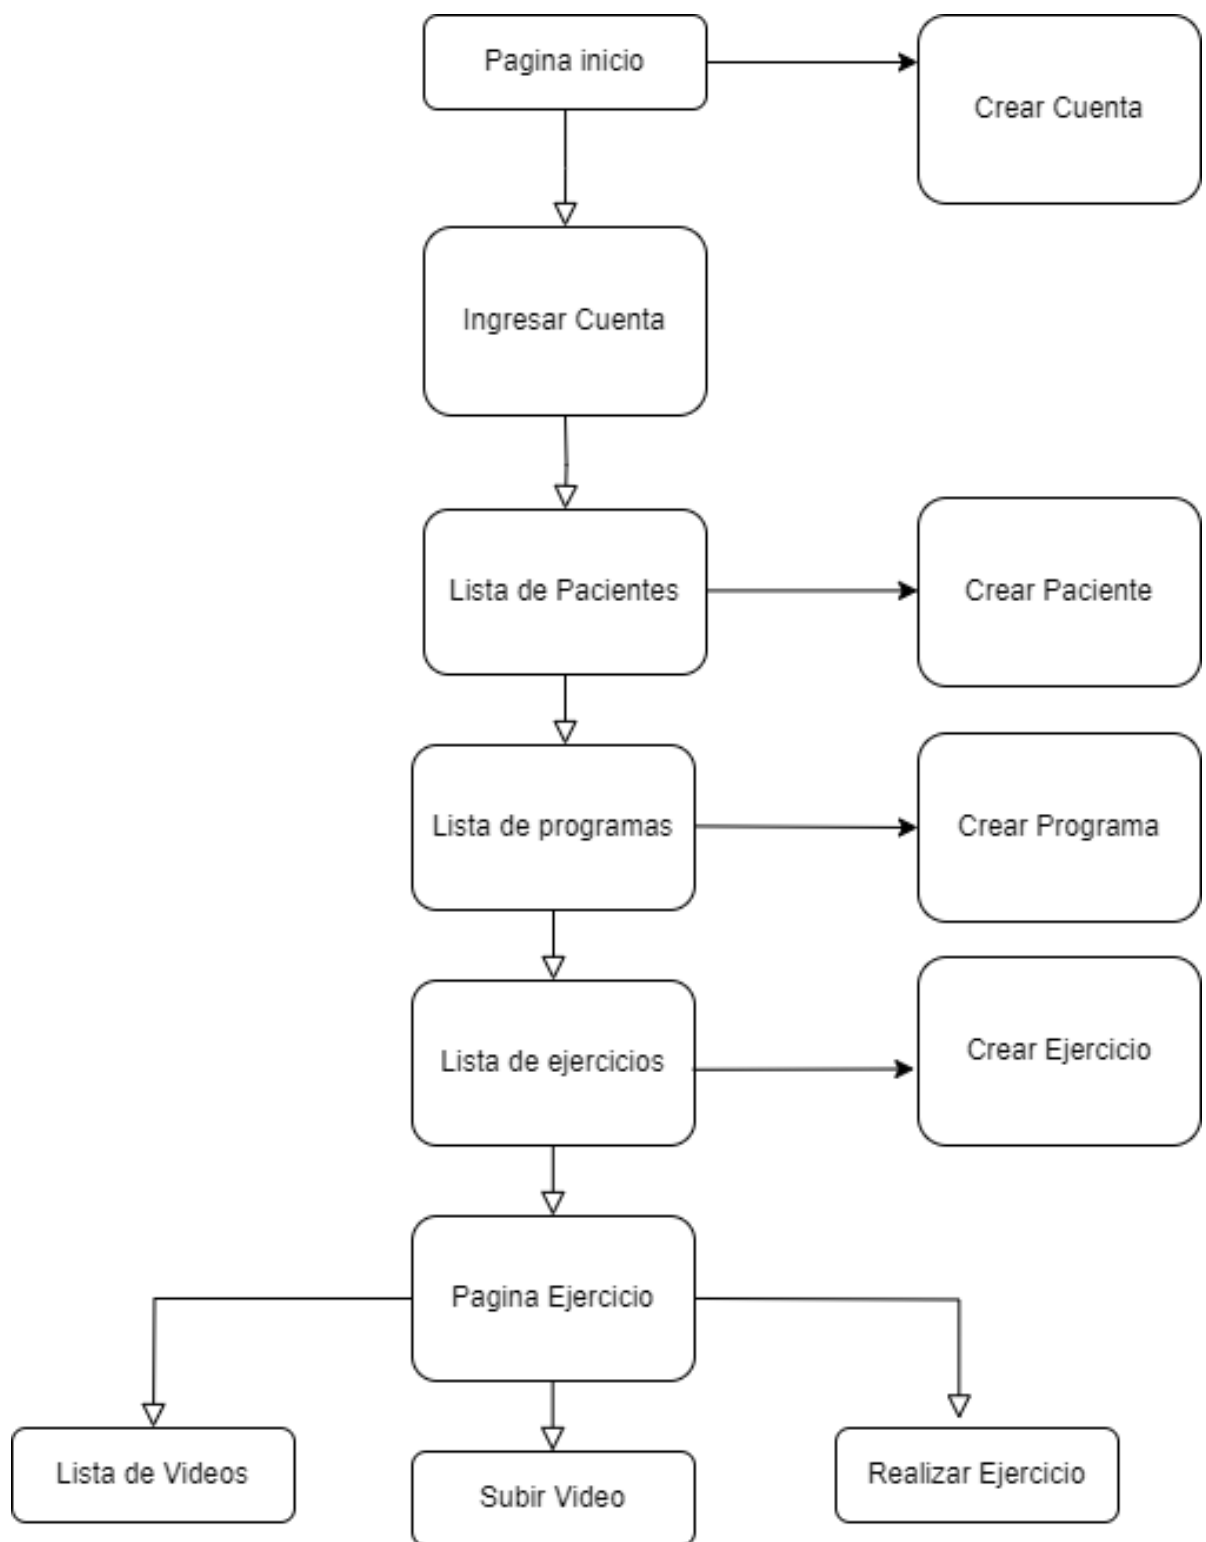 Pagina inicio
Crear Cuenta
Ingresar Cuenta
Lista de Pacientes
Crear Paciente
Lista de programas
Crear Programa
Lista de ejercicios
Crear Ejercicio
Pagina Ejercicio
Lista de Videos
Subir Video
Realizar Ejercicio